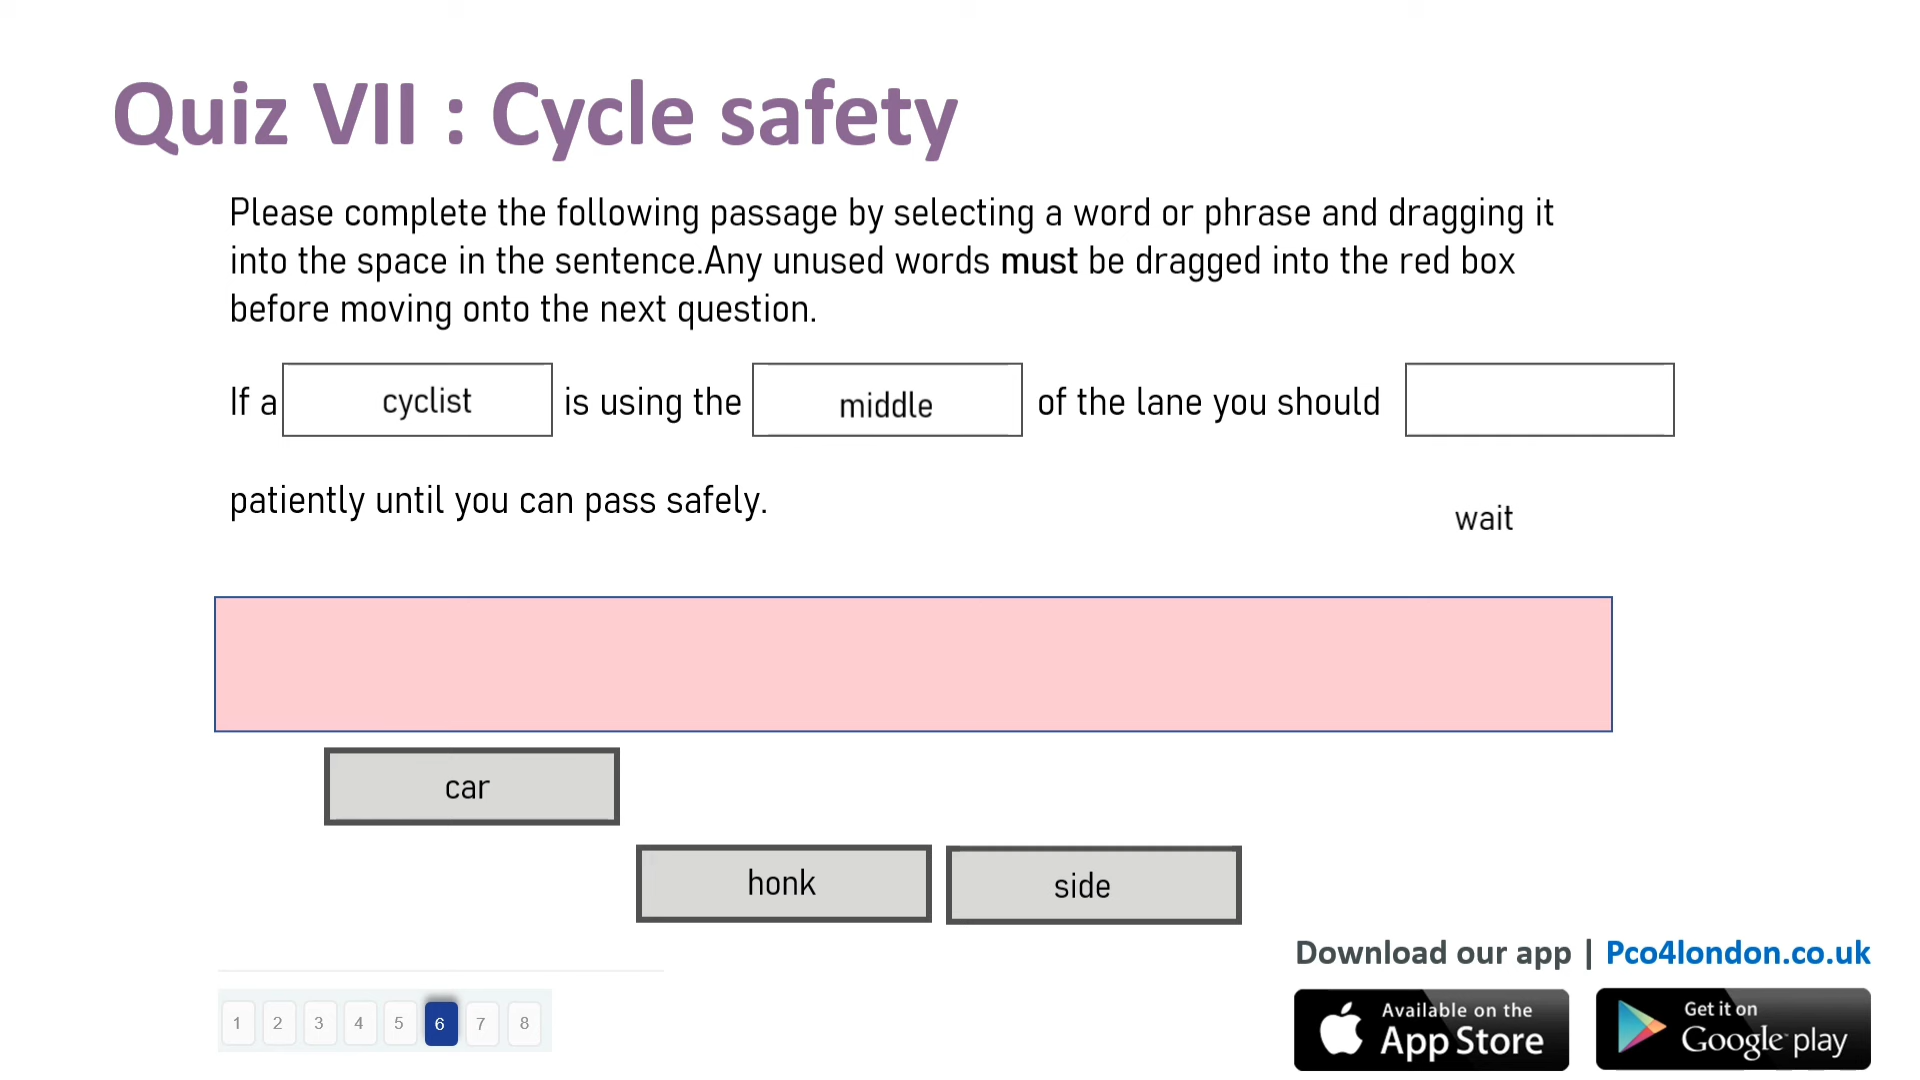 Quiz VII : Cycle safety
Please complete the following passage by selecting a word or phrase and dragging it
into the space in the sentence.Any unused words must be dragged into the red box
before moving onto the next question.
If a cyclist is using the middle of the lane you should
patiently until you can pass safely.
wait
car
honk side
Download our app | Pco4london.co.uk
1 2 3 4 5 6 7 8
Available on the
App Store
Get it on
Google play